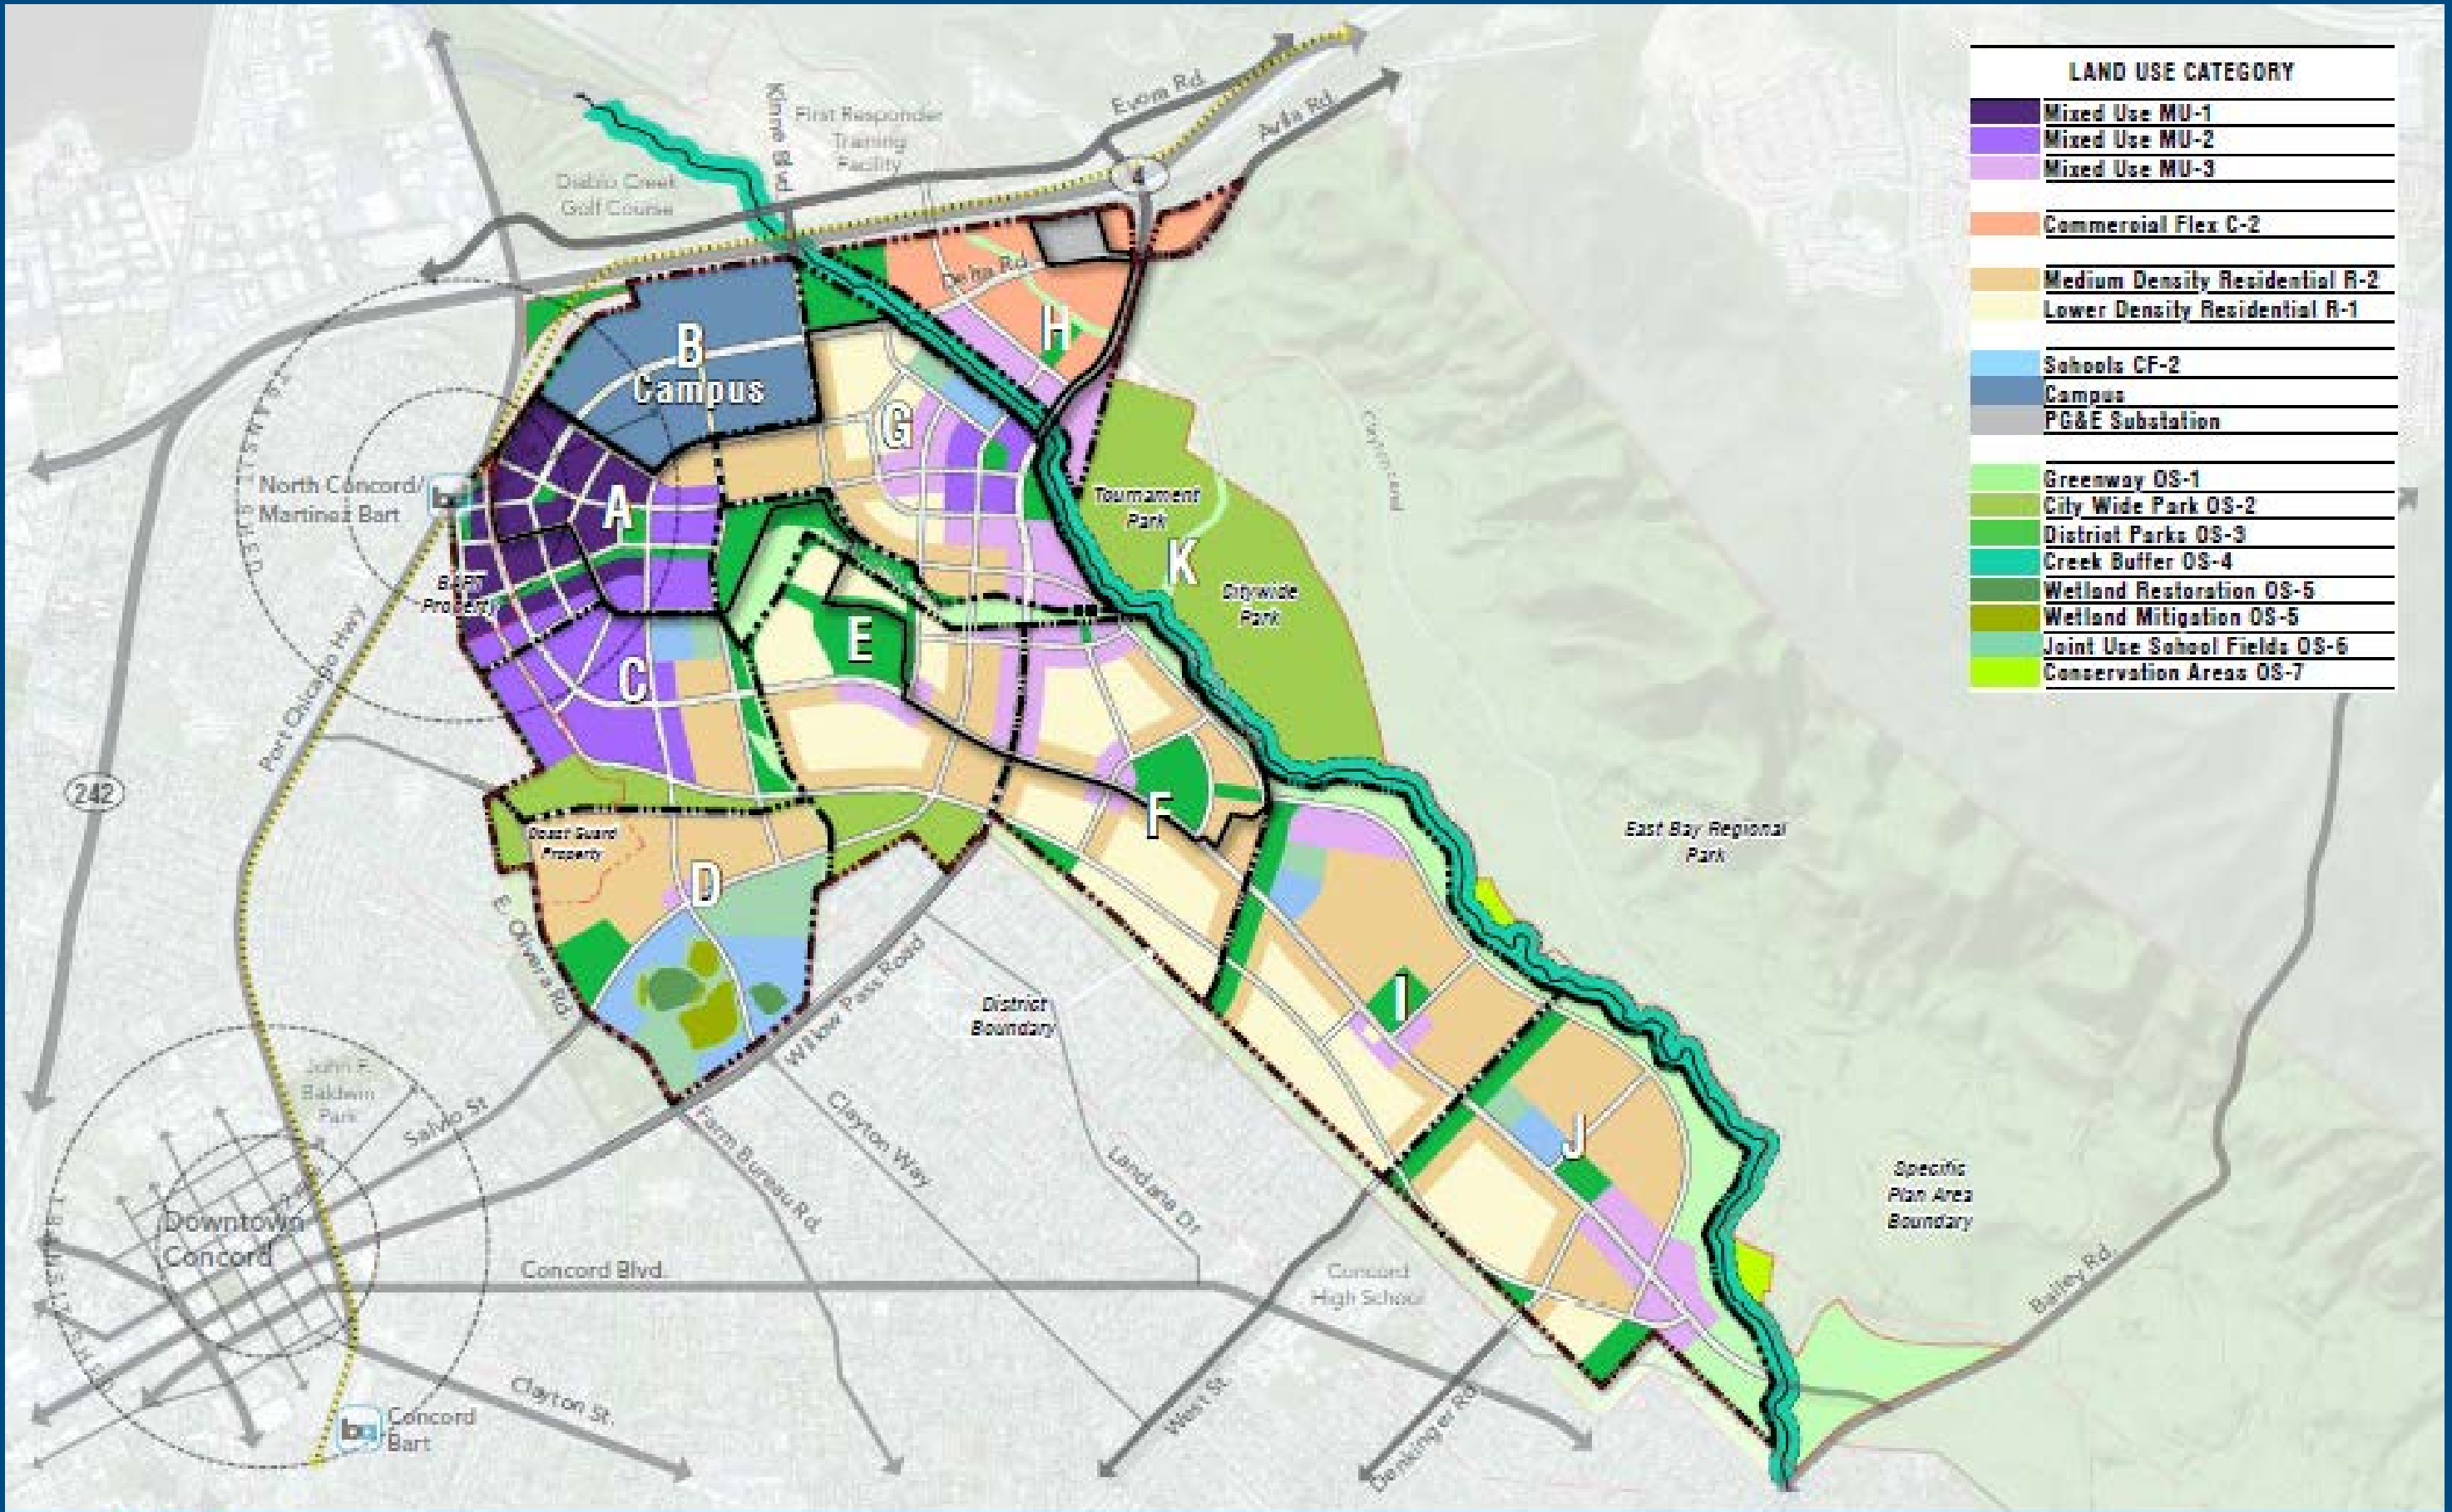 LAND USE CATEGORY
Mixed Use MU-1
Mixed Use MU-2
Mixed Use MU-3
Commercial Flex C-2
Medium Density Residential R-2
Lower Density Residential R-1
Schools CF-2
Campus
PG&E Substation
Greenway OS-1
City Wide Park OS-2
District Parks OS-3
Creek Buffer OS-4
Wetland Restoration OS-5
Wetland Mitigation OS-5
Joint Use School Fields OS-6
Conservation Areas OS-7
Evora Rd.
Avila Rd.
Kinne Blvd
First Responder
Training
Facility
4
Diablo Creek
Golf Course
Delta Rd.
H
B
Campus
G
North Concord/
Martinez Bart
A
Tournament
Park
K
Citywide
Park
BART
Property
E
C
Port Chicago Hwy
242
F
Coast Guard
Property
D
East Bay Regional
Park
E. Olivera Rd.
Willow Pass Road
District
Boundary
I
John F.
Baldwin
Park
Salvio St
J
Farm Bureau Rd.
Clayton Way
Landana Dr
Specific
Plan Area
Boundary
Downtown
Concord
Concord Blvd.
Concord
High School
Bailey Rd.
Clayton St.
West St.
Denkinger Rd.
ba
Concord
Bart